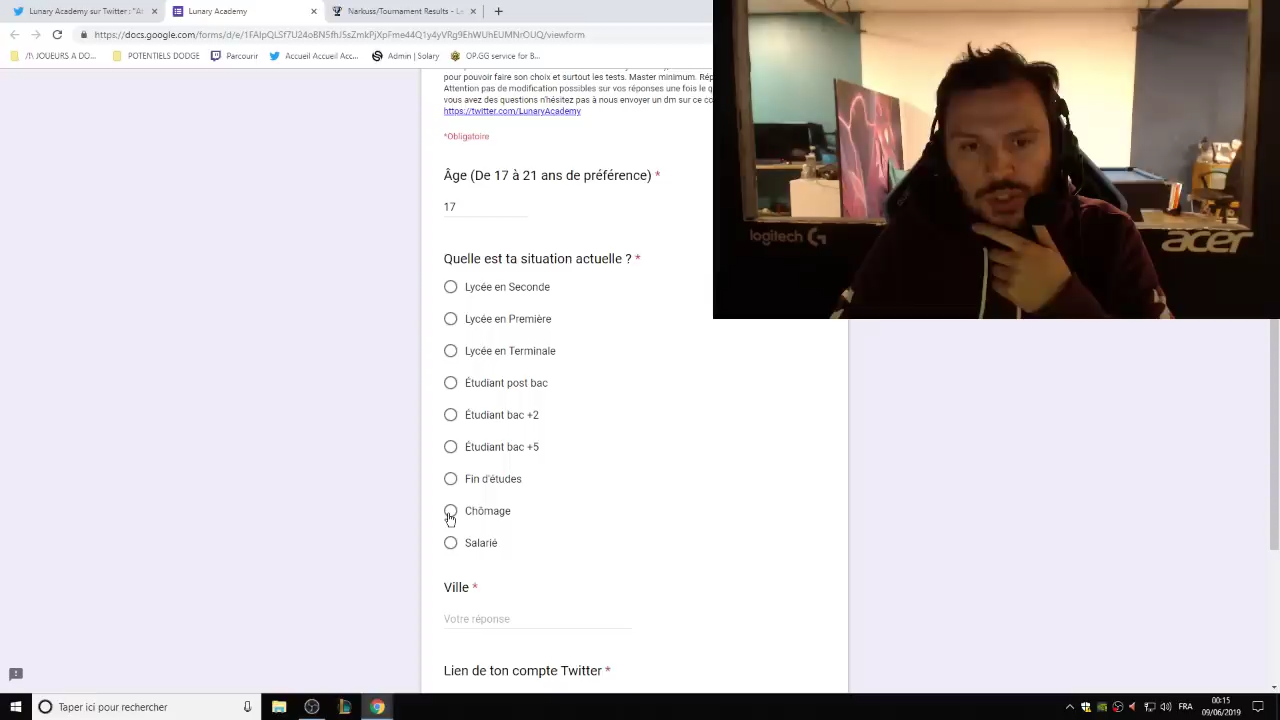 Lunary Academy sur Twitter : "As
Lunary Academy
Narkuss/Tournament Results - Le
https://docs.google.com/forms/d/e/
/!\ JOUEURS A DO...
POTENTIELS DODGE
Parcourir
Accueil Accueil Acc...
Admin | Solary
OP.GG service for B...
pour pouvoir faire son choix et surtout les tests. Master minimum. Rép
Attention pas de modification possibles sur vos réponses une fois le q
vous avez des questions n'hésitez pas à nous envoyer un dm sur ce co
https://twitter.com/LunaryAcademy
*Obligatoire
Âge (De 17 à 21 ans de préférence) *
17
Quelle est ta situation actuelle ? *
Lycée en Seconde
Lycée en Première
Lycée en Terminale
Étudiant post bac
Étudiant bac +2
Étudiant bac +5
Fin d'études
Chômage
Salarié
Ville *
Votre réponse
Lien de ton compte Twitter *
logitech G
acer
Taper ici pour rechercher
FRA
00:15
09/06/2019